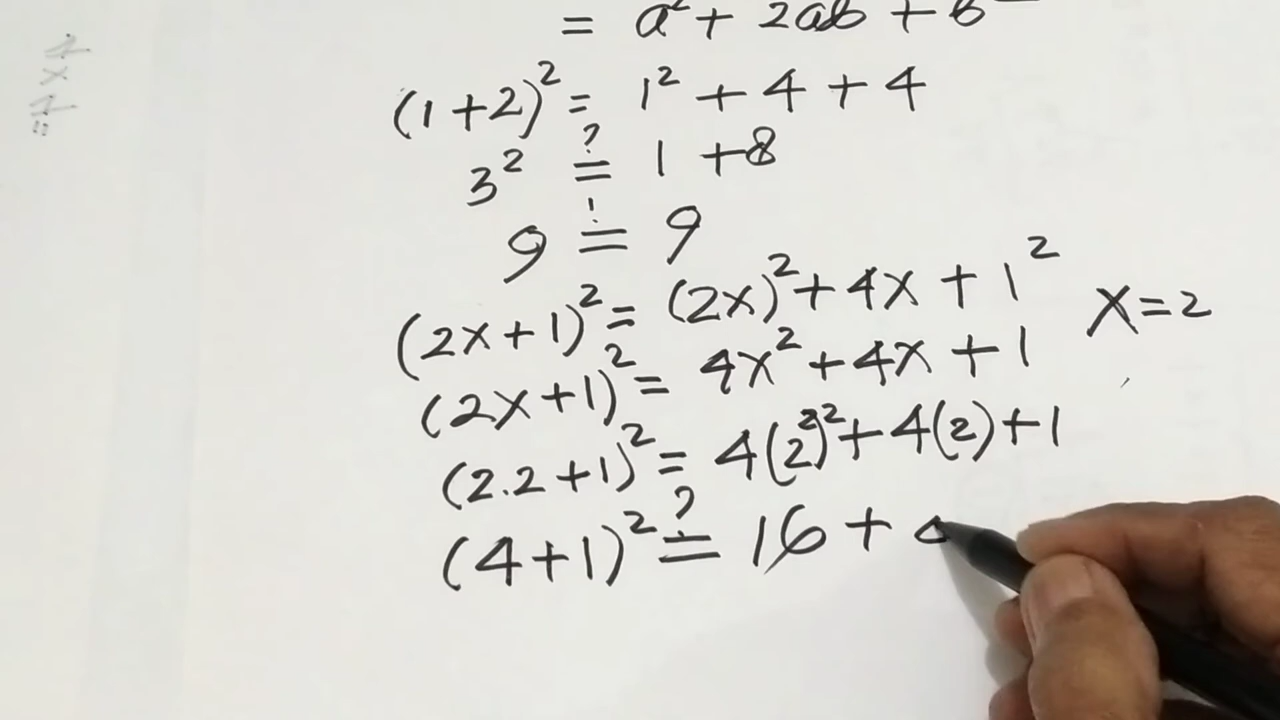 = a² + 2ab + b²
(1+2)² = 1² + 4 + 4
3² ≟ 1 + 8
9 = 9
(2x+1)² = (2x)² + 4x + 1² x=2
(2x+1)² = 4x² + 4x + 1
(2.2+1)² = 4(2)² + 4(2) + 1
(4+1)² ≟ 16 +